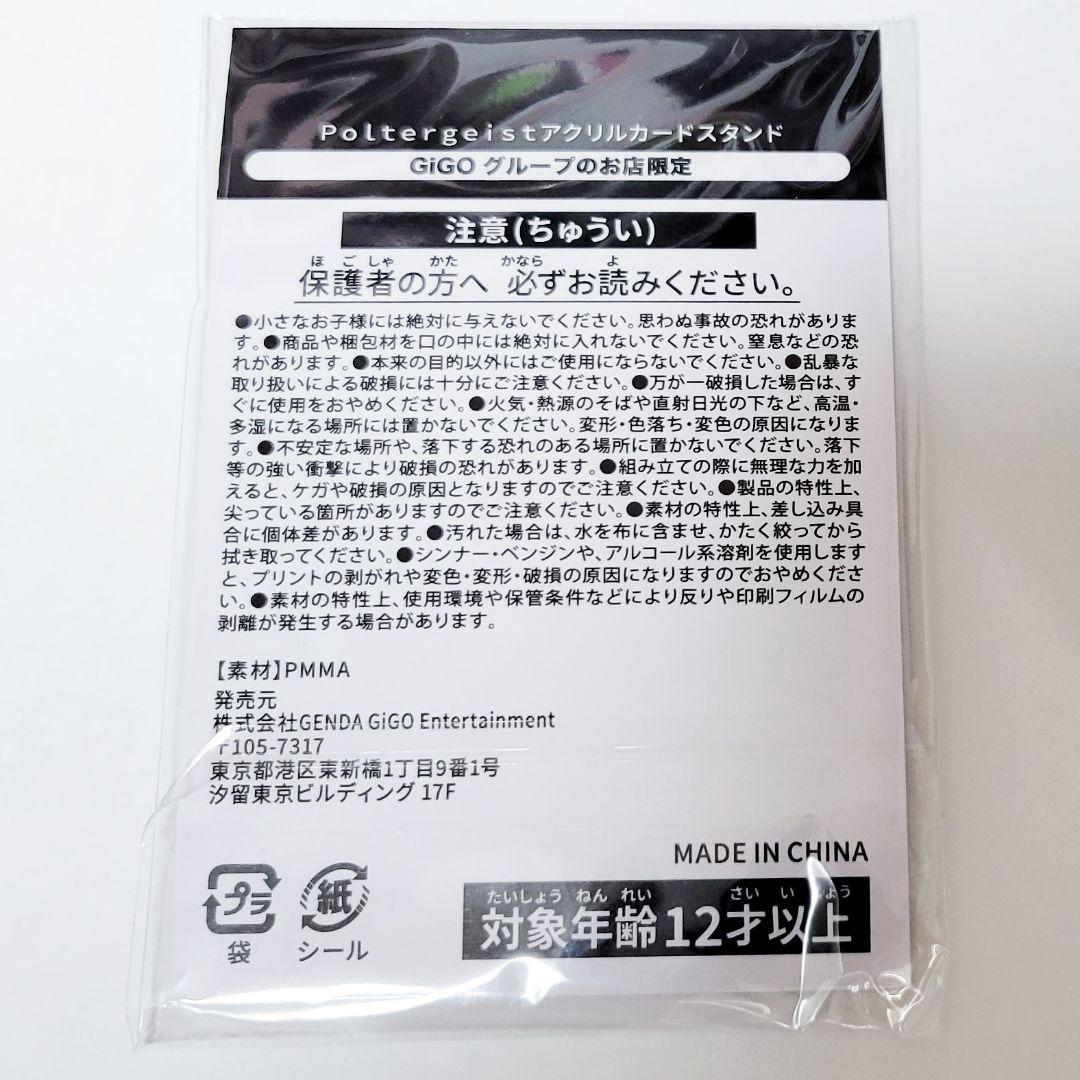 Poltergeistアクリルカードスタンド
GiGO グループのお店限定
注意(ちゅうい)
ほごしゃ かた かなら よ
保護者の方へ 必ずお読みください。
●小さなお子様には絶対に与えないでください。思わぬ事故の恐れがありま
す。●商品や梱包材を口の中には絶対に入れないでください。窒息などの恐
れがあります。●本来の目的以外にはご使用にならないでください。●乱暴な
取り扱いによる破損には十分にご注意ください。●万が一破損した場合は、す
ぐに使用をおやめください。●火気・熱源のそばや直射日光の下など、高温・
多湿になる場所には置かないでください。変形・色落ち・変色の原因になりま
す。●不安定な場所や、落下する恐れのある場所に置かないでください。落下
等の強い衝撃により破損の恐れがあります。●組み立ての際に無理な力を加
えると、ケガや破損の原因となりますのでご注意ください。●製品の特性上、
尖っている箇所がありますのでご注意ください。●素材の特性上、差し込み具
合に個体差があります。●汚れた場合は、水を布に含ませ、かたく絞ってから
拭き取ってください。●シンナー・ベンジンや、アルコール系溶剤を使用します
と、プリントの剥がれや変色・変形・破損の原因になりますのでおやめくださ
い。●素材の特性上、使用環境や保管条件などにより反りや印刷フィルムの
剥離が発生する場合があります。
【素材】PMMA
発売元
株式会社GENDA GiGO Entertainment
〒105-7317
東京都港区東新橋1丁目9番1号
汐留東京ビルディング 17F
MADE IN CHINA
たいしょう ねん れい さい い じょう
対象年齢12才以上
プラ 紙
袋 シール